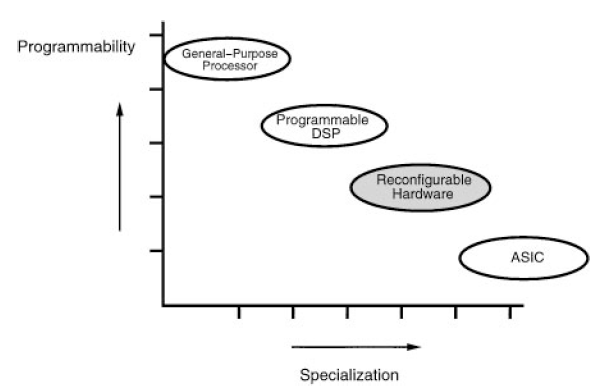 Programmability
General-Purpose
Processor
Programmable
DSP
Reconfigurable
Hardware
ASIC
Specialization